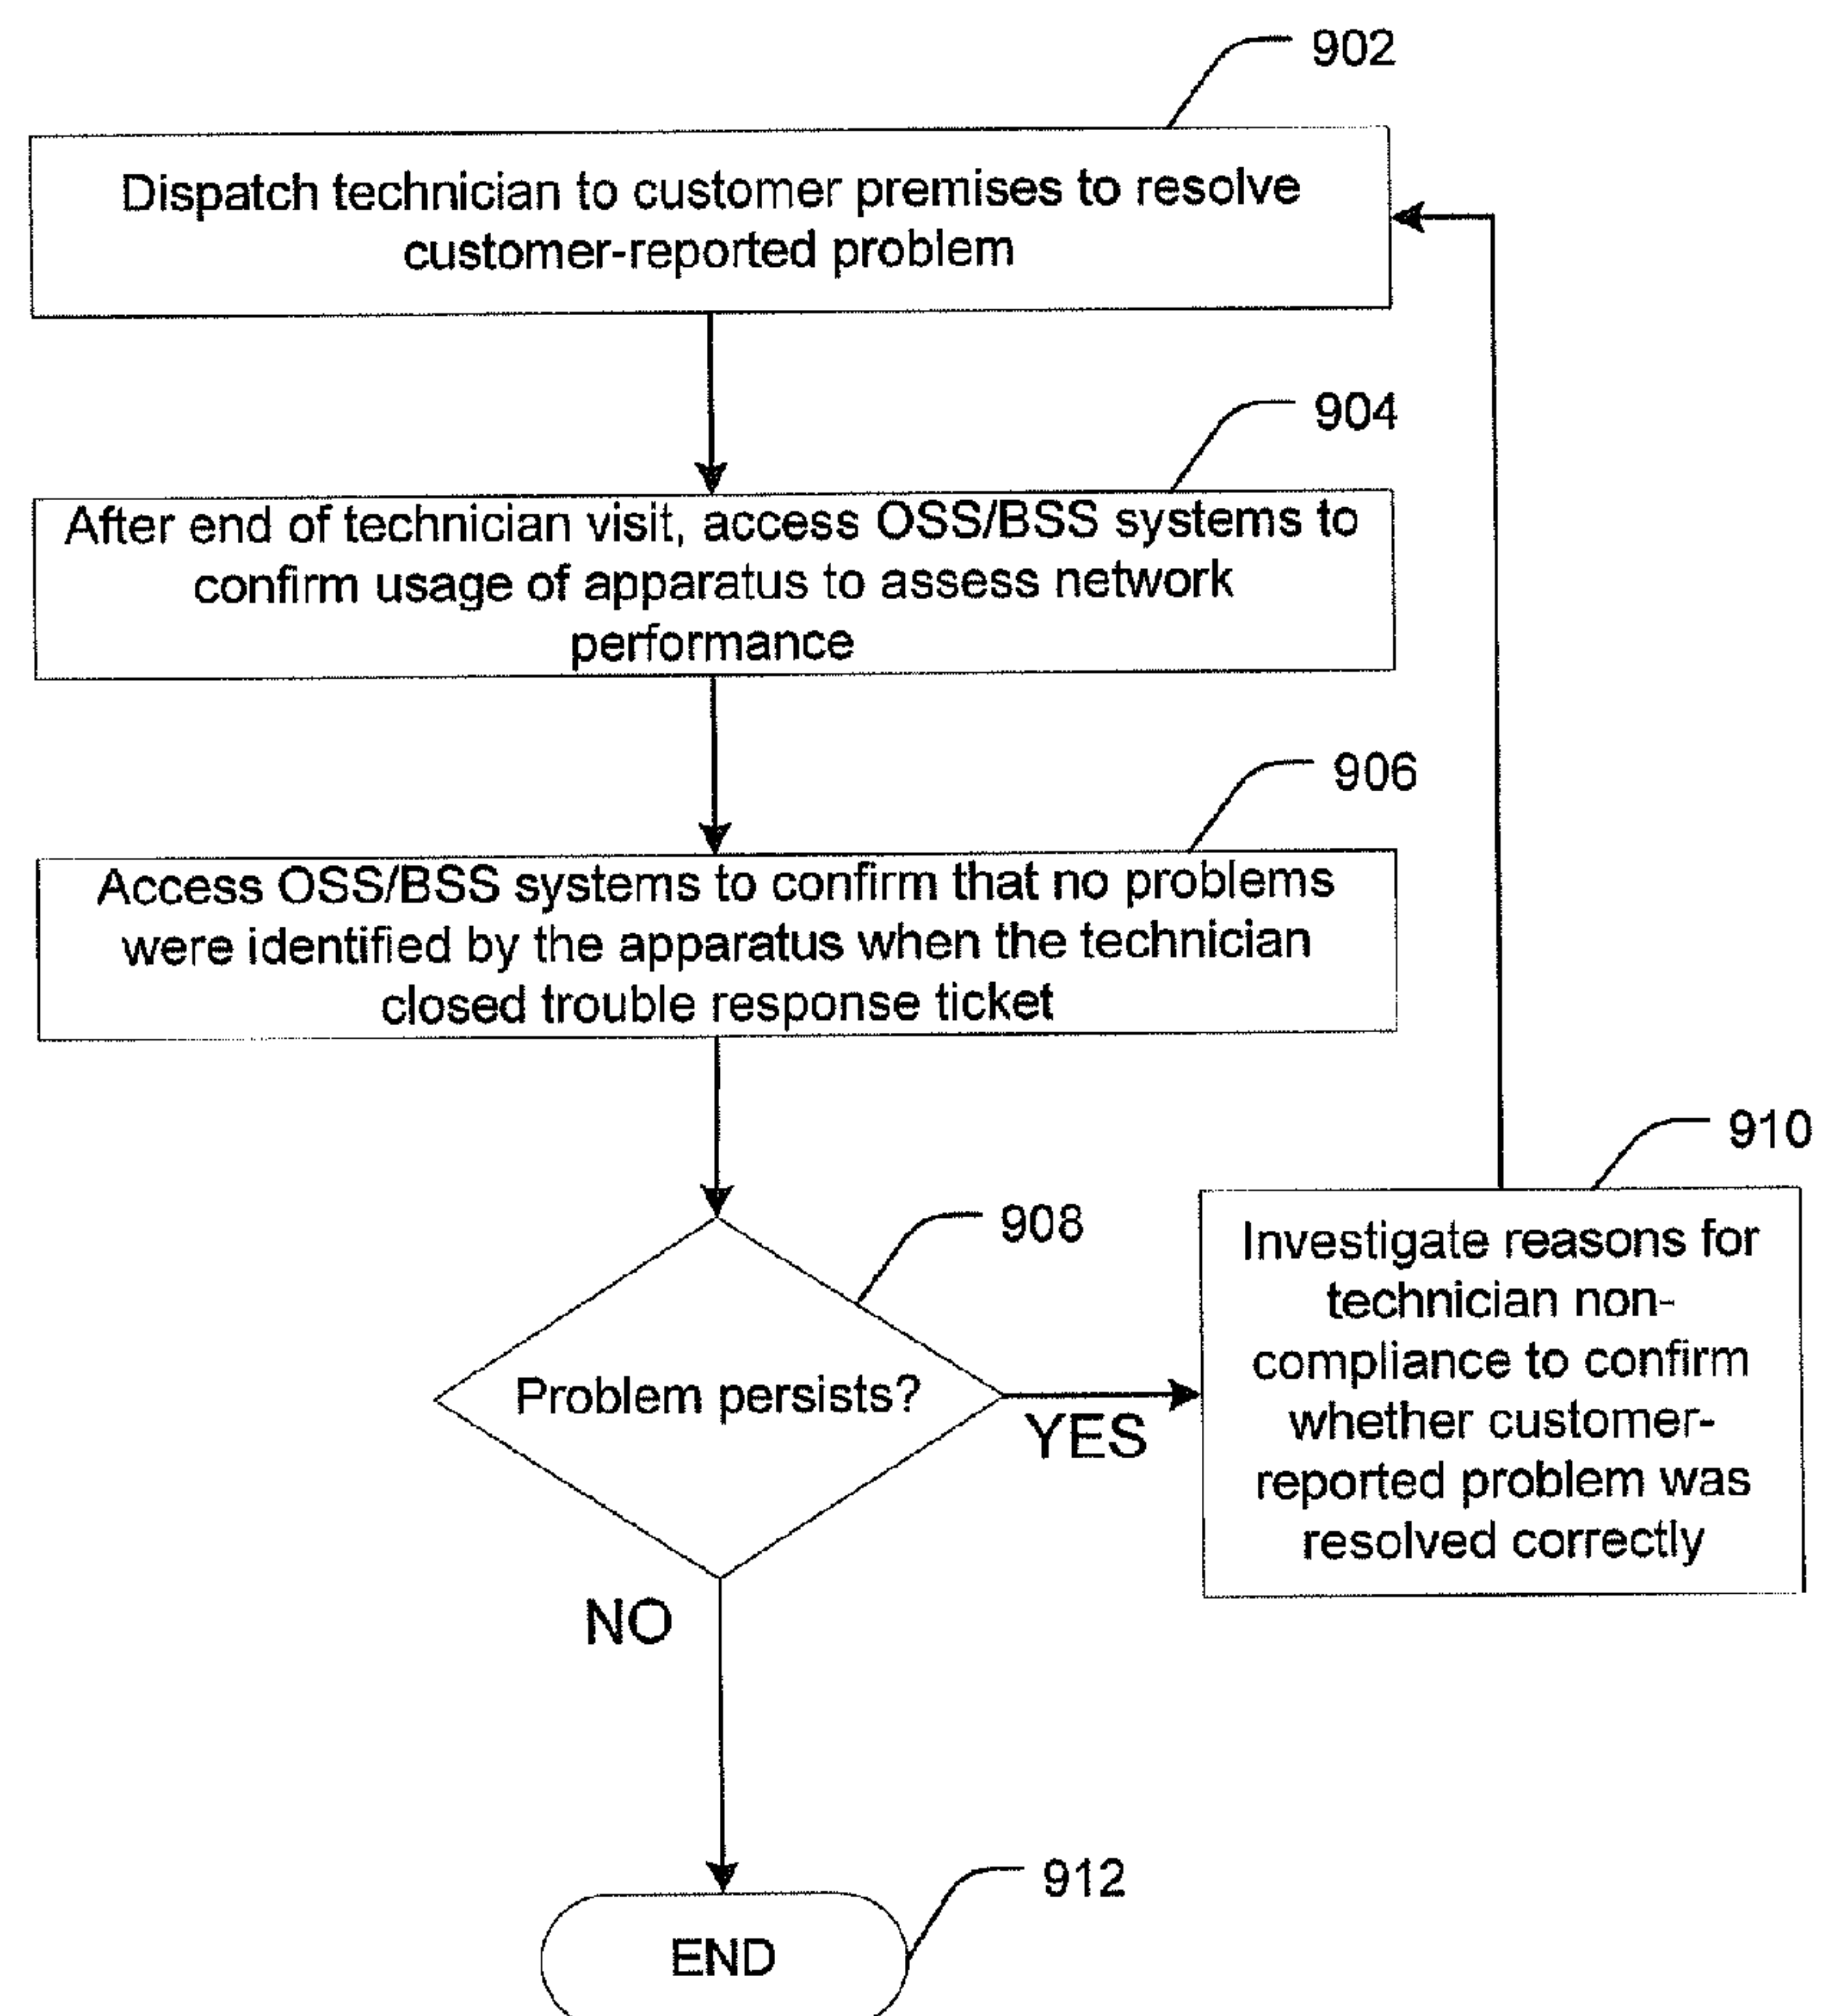 902
Dispatch technician to customer premises to resolve
customer-reported problem
904
After end of technician visit, access OSS/BSS systems to
confirm usage of apparatus to assess network
performance
906
Access OSS/BSS systems to confirm that no problems
were identified by the apparatus when the technician
closed trouble response ticket
908
Problem persists?
YES
910
Investigate reasons for
technician non-
compliance to confirm
whether customer-
reported problem was
resolved correctly
NO
912
END